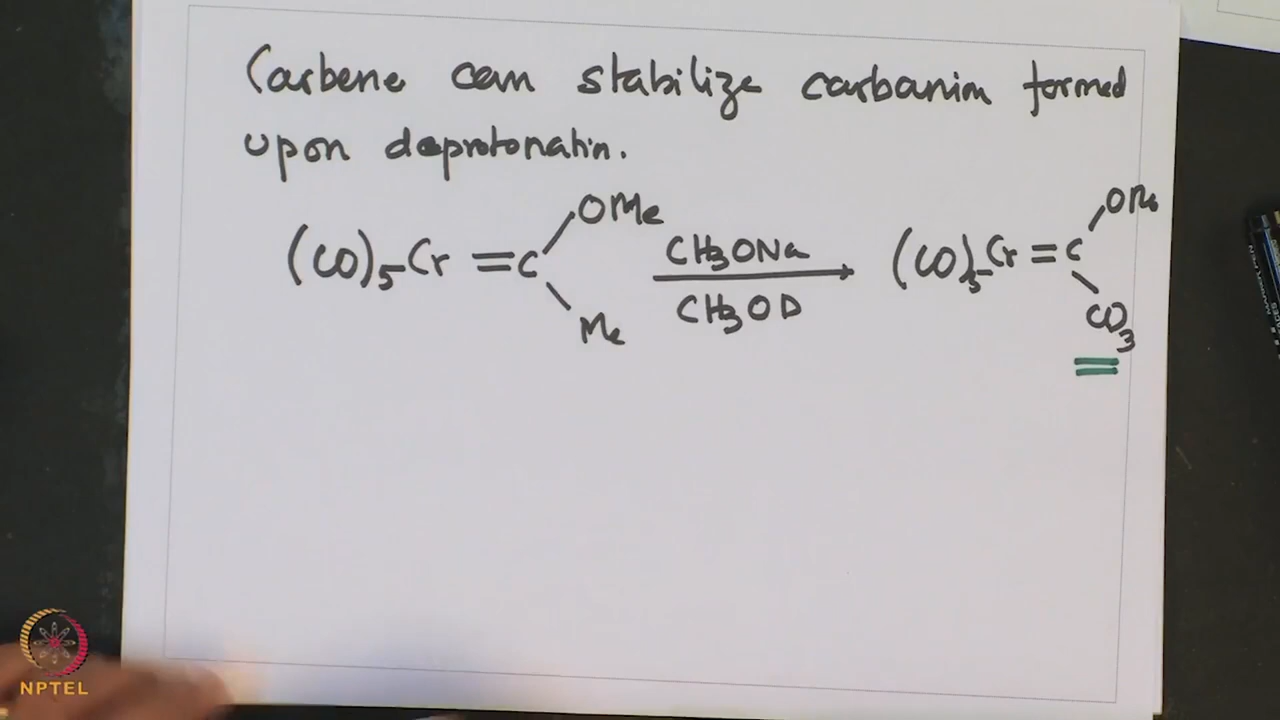 Carbene can stabilize carbanion formed
upon deprotonation.
(CO)5Cr=C
OMe
Me
CH3ONa
CH3OD
(CO)5Cr=C
OMe
CD3
NPTEL